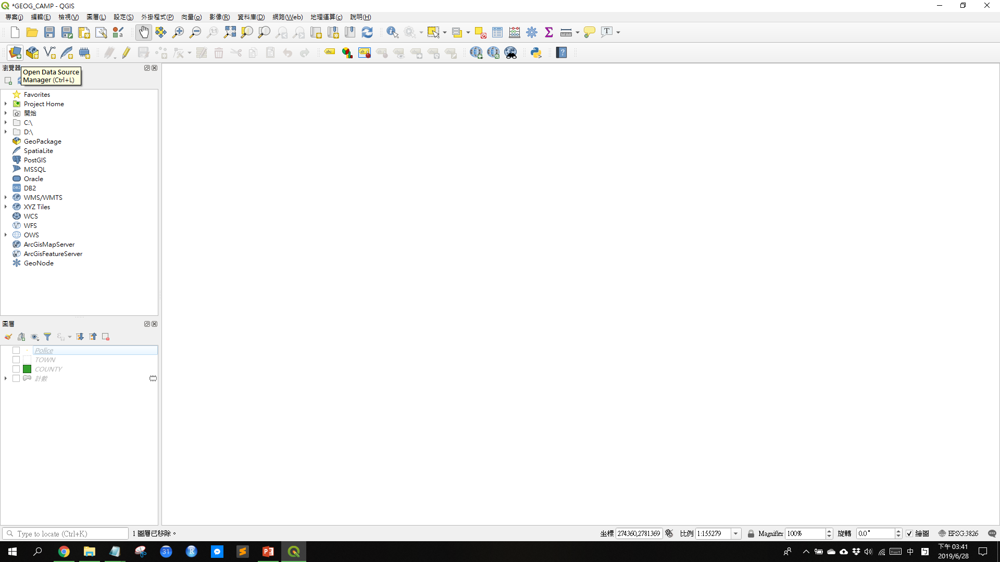 *GEOG_CAMP - QGIS
專案(j) 編輯(E) 檢視(V) 圖層(L) 設定(S) 外掛程式(P) 向量(o) 影像(R) 資料庫(D) 網路(Web) 地理運算(c) 說明(H)
瀏覽器
Open Data Source
Manager (Ctrl+L)
Favorites
Project Home
開始
C:\
D:\
GeoPackage
SpatiaLite
PostGIS
MSSQL
Oracle
DB2
WMS/WMTS
XYZ Tiles
WCS
WFS
OWS
ArcGisMapServer
ArcGisFeatureServer
GeoNode
圖層
Police
TOWN
COUNTY
計數
Type to locate (Ctrl+K) 1 圖層已移除。 坐標 274360,2781369 比例 1:155279 Magnifier 100% 旋轉 0.0° 繪圖 EPSG:3826
中 下午 03:41
2019/6/28